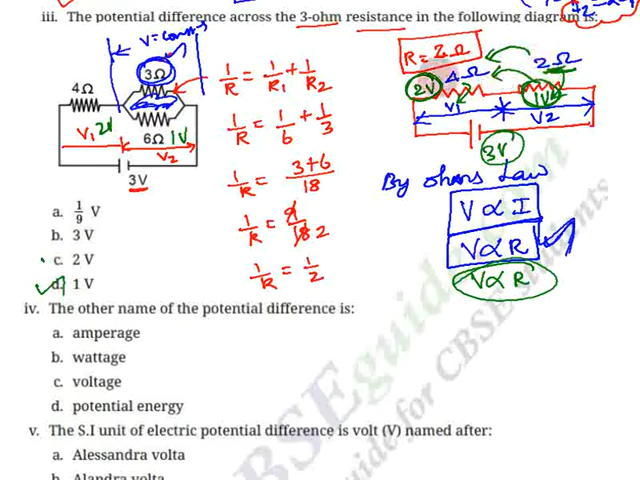 iii. The potential difference across the 3-ohm resistance in the following diagram is:
V = Const
3Ω
4Ω
6Ω 1V
V₁ 2V
V₂
3V
1/R = 1/R₁ + 1/R₂
1/R = 1/6 + 1/3
1/R = 3+6/18
1/R = 9/18 2
1/R = 1/2
R = 2Ω
2Ω
4Ω
2V
1V
V₁
V₂
3V
By ohms Law
V ∝ I
V ∝ R
V ∝ R
a. 1/9 V
b. 3 V
c. 2 V
d. 1 V
iv. The other name of the potential difference is:
a. amperage
b. wattage
c. voltage
d. potential energy
v. The S.I unit of electric potential difference is volt (V) named after:
a. Alessandra volta
b. Alandra volta